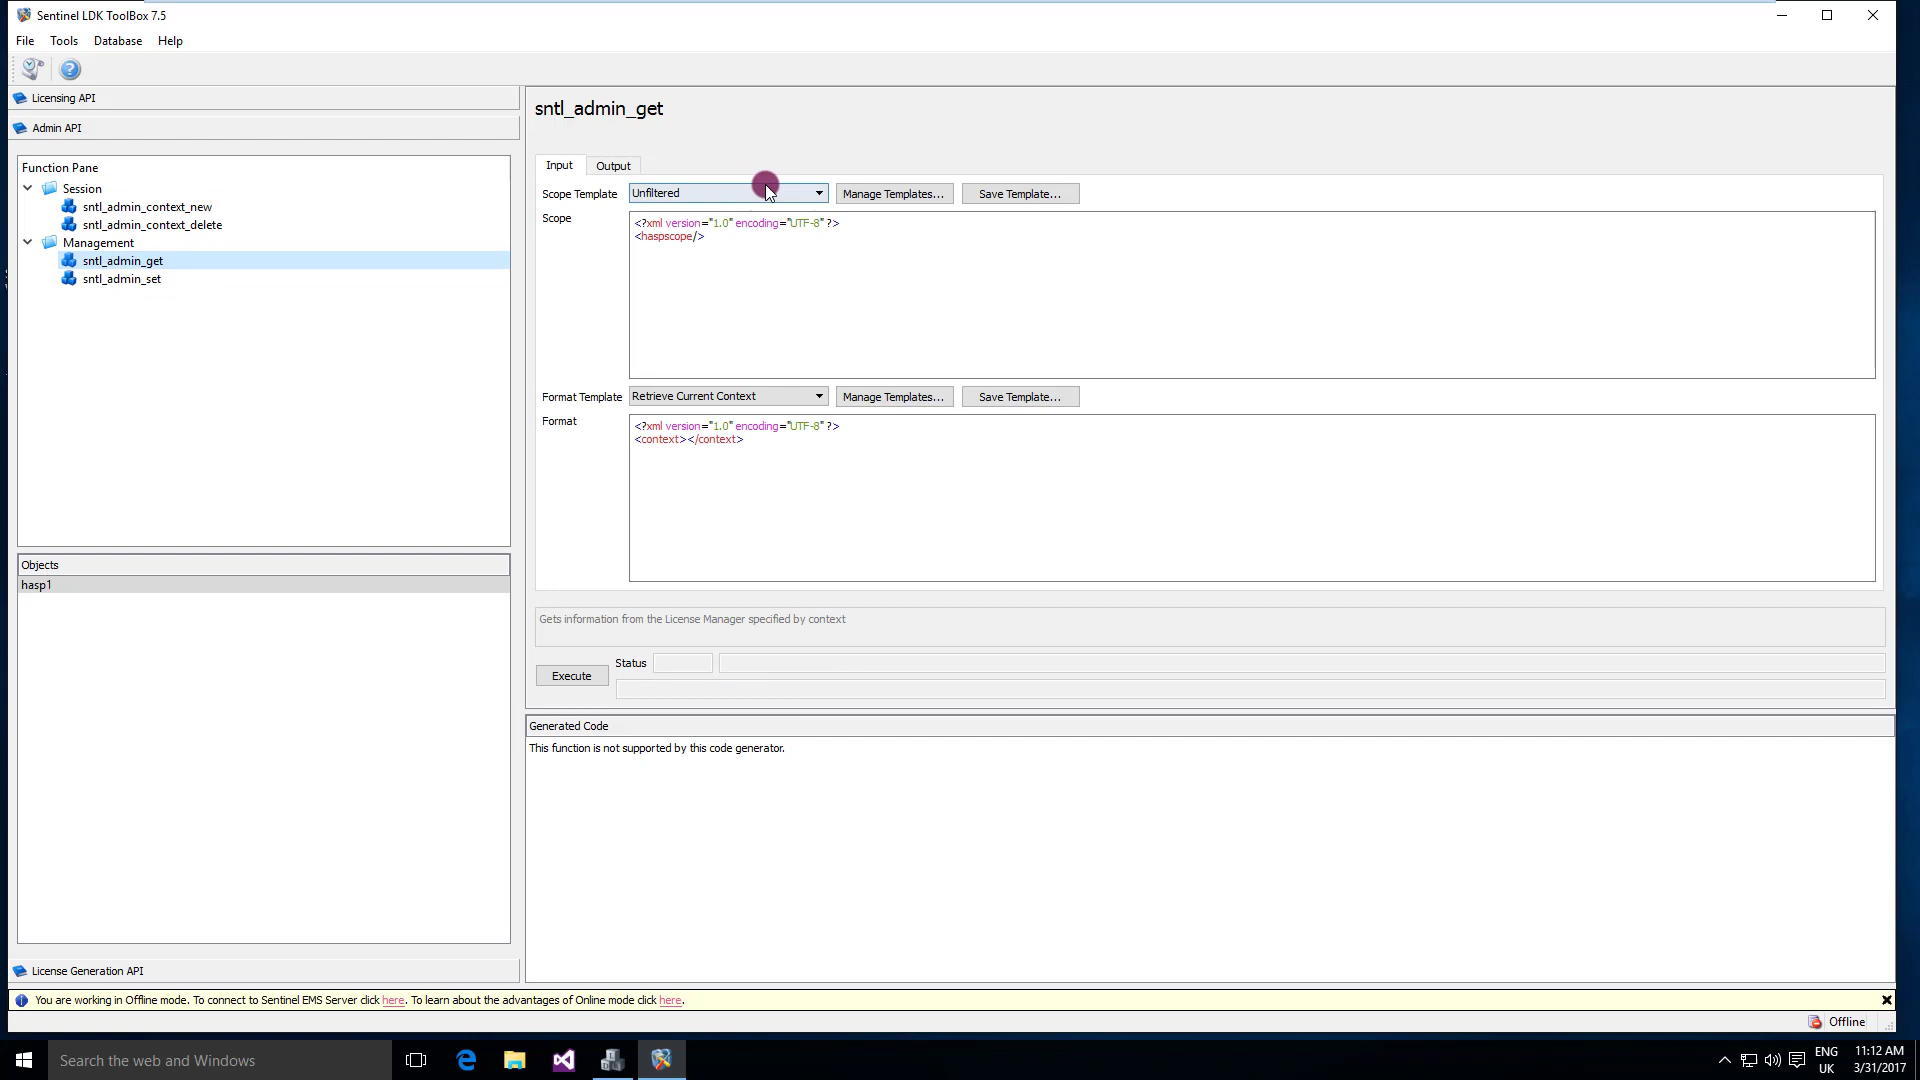 Sentinel LDK ToolBox 7.5
File Tools Database Help
Licensing API
Admin API
Function Pane
Session
sntl_admin_context_new
sntl_admin_context_delete
Management
sntl_admin_get
sntl_admin_set
Objects
hasp1
License Generation API
sntl_admin_get
Input Output
Scope Template Unfiltered Manage Templates... Save Template...
Scope
<?xml version="1.0" encoding="UTF-8" ?>
<haspscope/>
Format Template Retrieve Current Context Manage Templates... Save Template...
Format
<?xml version="1.0" encoding="UTF-8" ?>
<context></context>
Gets information from the License Manager specified by context
Status
Execute
Generated Code
This function is not supported by this code generator.
You are working in Offline mode. To connect to Sentinel EMS Server click here. To learn about the advantages of Online mode click here.
Offline
Search the web and Windows
ENG
UK
11:12 AM
3/31/2017